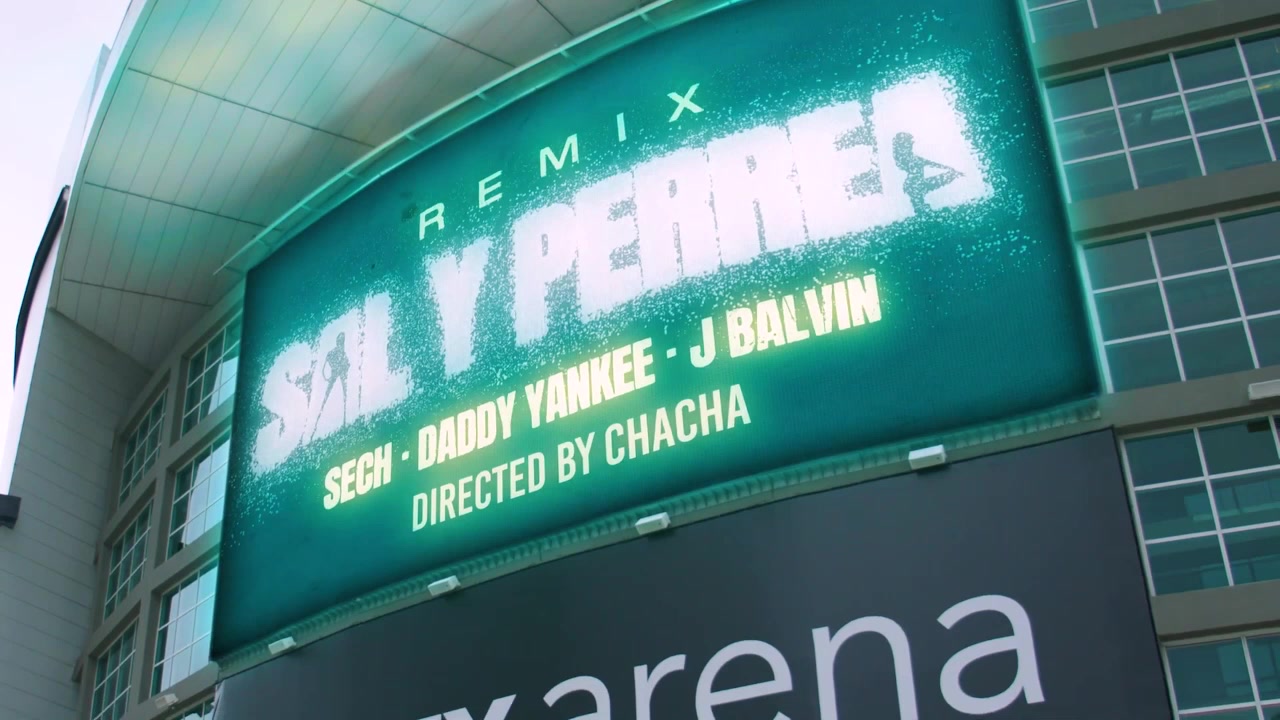 REMIX
SAL Y PERREA
SECH · DADDY YANKEE · J BALVIN
DIRECTED BY CHACHA
arena